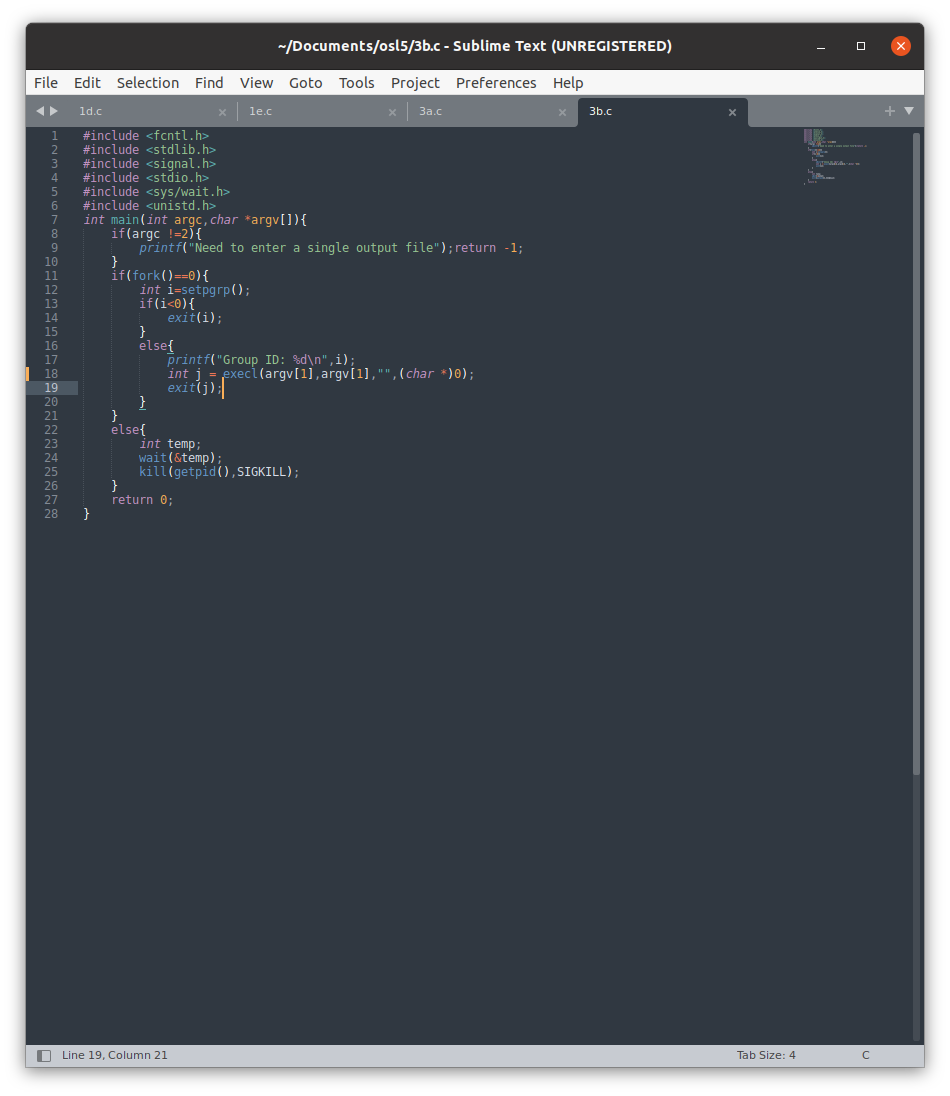 ~/Documents/osl5/3b.c - Sublime Text (UNREGISTERED)
File Edit Selection Find View Goto Tools Project Preferences Help
1d.c 1e.c 3a.c 3b.c
1 #include <fcntl.h>
2 #include <stdlib.h>
3 #include <signal.h>
4 #include <stdio.h>
5 #include <sys/wait.h>
6 #include <unistd.h>
7 int main(int argc,char *argv[]){
8     if(argc !=2){
9         printf("Need to enter a single output file");return -1;
10     }
11     if(fork()==0){
12         int i=setpgrp();
13         if(i<0){
14             exit(i);
15         }
16         else{
17             printf("Group ID: %d\n",i);
18             int j = execl(argv[1],argv[1],"",(char *)0);
19             exit(j);
20         }
21     }
22     else{
23         int temp;
24         wait(&temp);
25         kill(getpid(),SIGKILL);
26     }
27     return 0;
28 }
Line 19, Column 21 Tab Size: 4 C